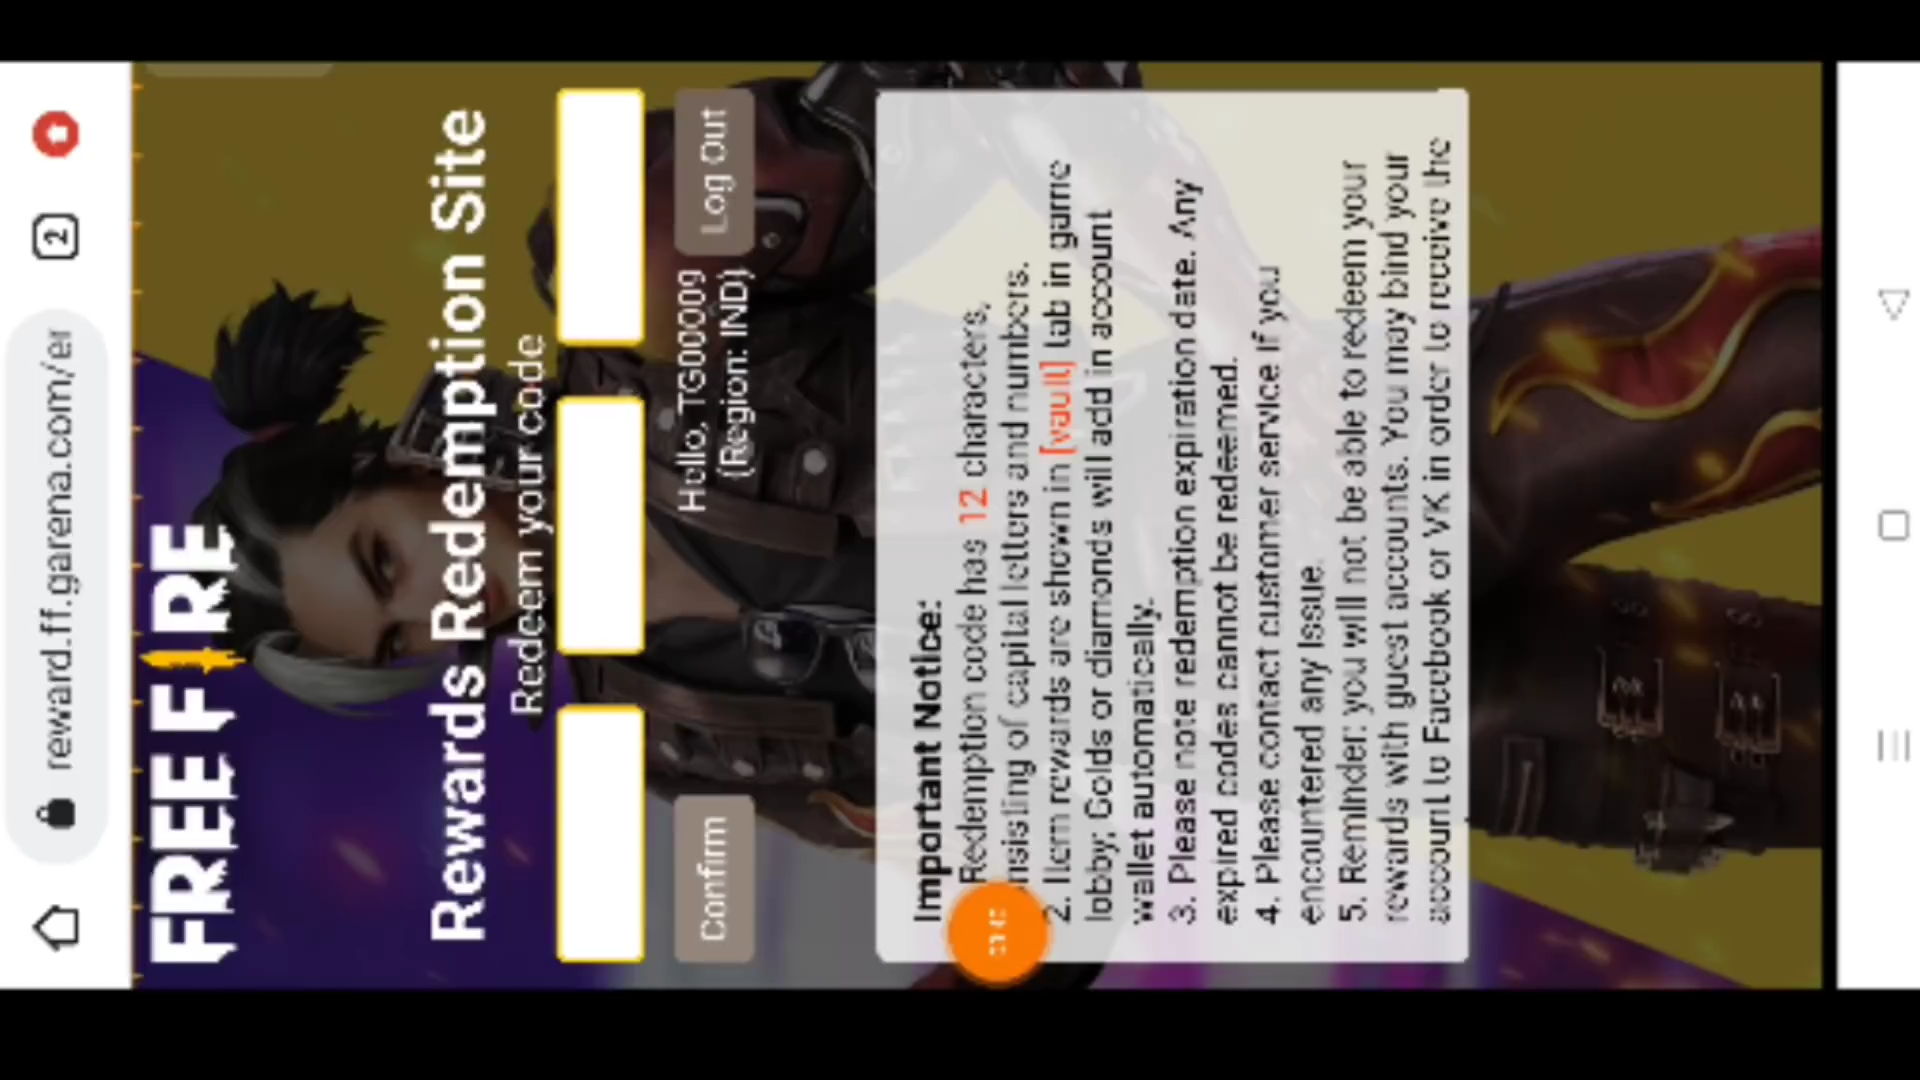 reward.ff.garena.com/er
2
FREE FIRE
Rewards Redemption Site
Redeem your code
Hello, TG00009
(Region: IND)
Confirm
Log Out
Important Notice:
Redemption code has 12 characters,
nsisting of capital letters and numbers.
2. Item rewards are shown in [vault] tab in game
lobby; Golds or diamonds will add in account
wallet automatically.
3. Please note redemption expiration date. Any
expired codes cannot be redeemed.
4. Please contact customer service if you
encountered any issue.
5. Reminder: you will not be able to redeem your
rewards with guest accounts. You may bind your
account to Facebook or VK in order to receive the